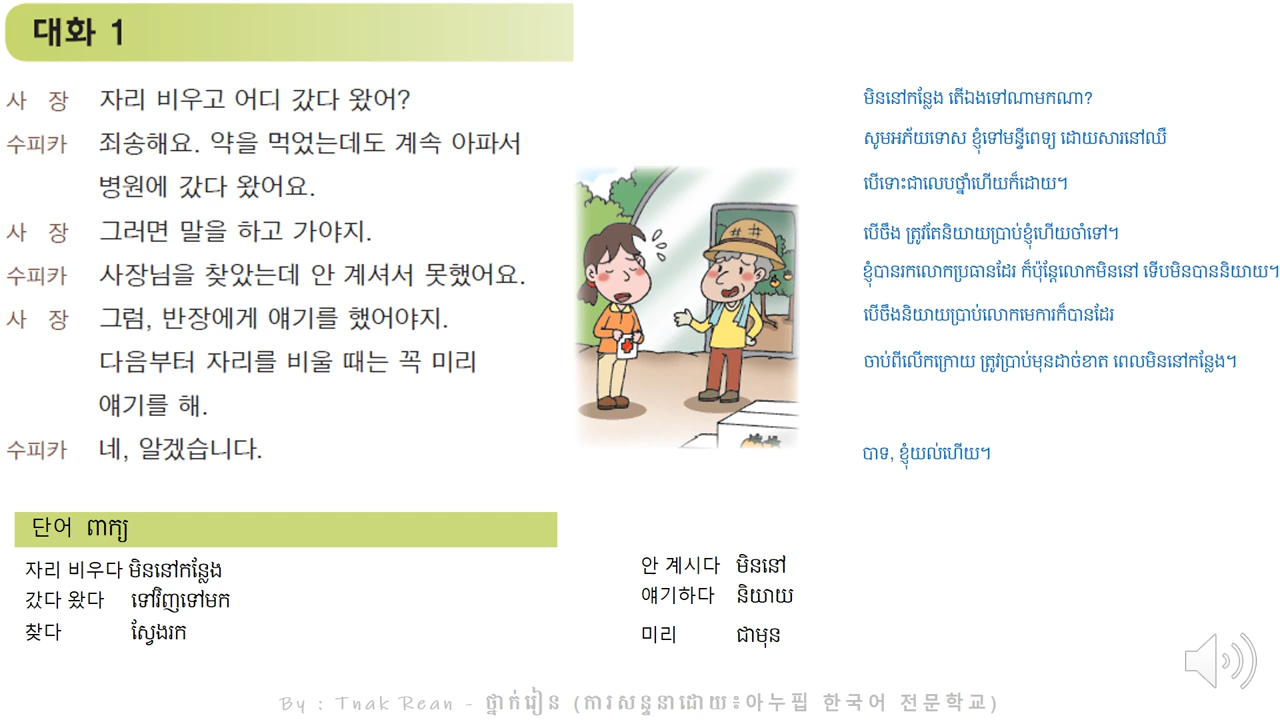 대화 1
사 장 자리 비우고 어디 갔다 왔어? មិននៅកន្លែង តើឯងទៅណាមកណា?
수피카 죄송해요. 약을 먹었는데도 계속 아파서 សូមអភ័យទោស ខ្ញុំទៅមន្ទីពេទ្យ ដោយសារនៅឈឺ
병원에 갔다 왔어요. បើទោះជាលេបថ្នាំហើយក៏ដោយ។
사 장 그러면 말을 하고 가야지. បើចឹង ត្រូវតែនិយាយប្រាប់ខ្ញុំហើយចាំទៅ។
수피카 사장님을 찾았는데 안 계셔서 못했어요. ខ្ញុំបានរកលោកប្រធានដែរ ក៏ប៉ុន្តែលោកមិននៅ ទើបមិនបាននិយាយ។
사 장 그럼, 반장에게 얘기를 했어야지. បើចឹងនិយាយប្រាប់លោកមេការក៏បានដែរ
다음부터 자리를 비울 때는 꼭 미리 ចាប់ពីលើកក្រោយ ត្រូវប្រាប់មុនដាច់ខាត ពេលមិននៅកន្លែង។
얘기를 해.
수피카 네, 알겠습니다. បាទ, ខ្ញុំយល់ហើយ។
단어 ពាក្យ
자리 비우다 មិននៅកន្លែង
갔다 왔다 ទៅវិញទៅមក
찾다 ស្វែងរក
안 계시다 មិននៅ
얘기하다 និយាយ
미리 ជាមុន
By : Tnak Rean - ថ្នាក់រៀន (ការសន្ទនាដោយ៖아누핍 한국어 전문학교)